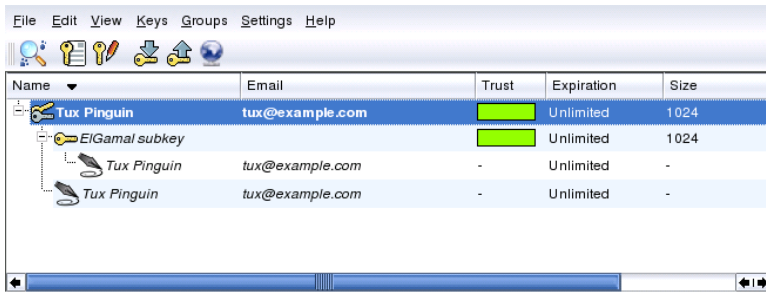 File Edit View Keys Groups Settings Help
Name Email Trust Expiration Size
Tux Pinguin tux@example.com Unlimited 1024
ElGamal subkey Unlimited 1024
Tux Pinguin tux@example.com - Unlimited -
Tux Pinguin tux@example.com - Unlimited -